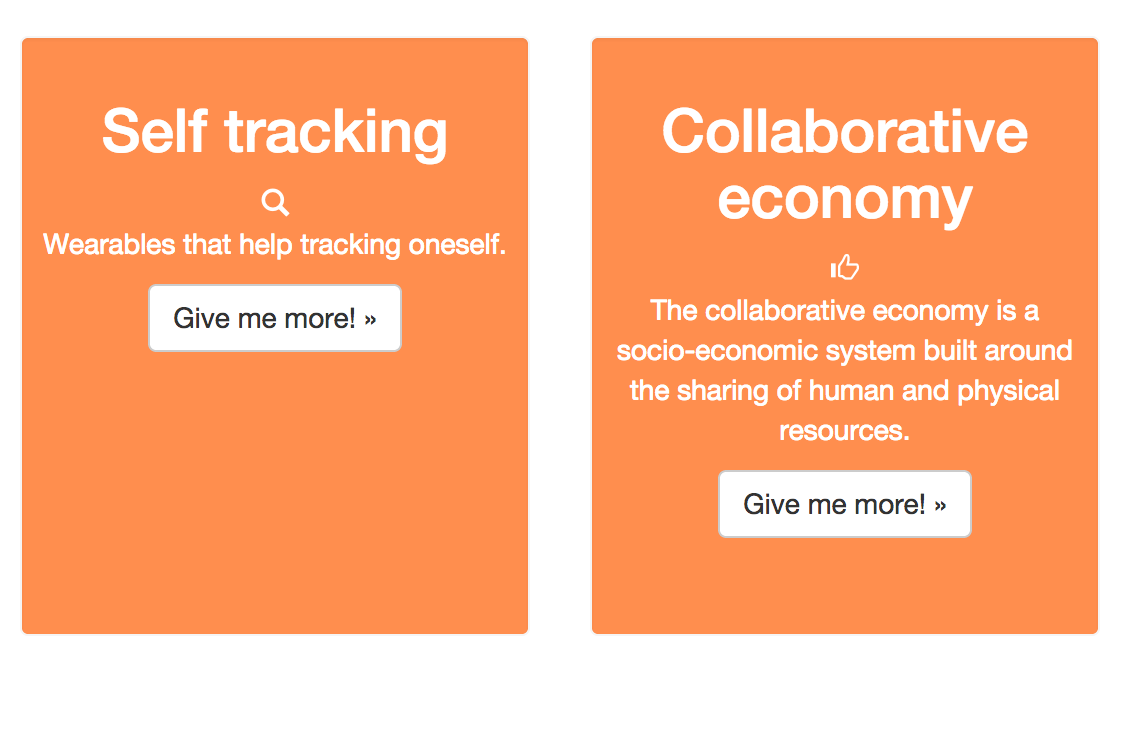 Self tracking
Wearables that help tracking oneself.
Give me more! »
Collaborative
economy
The collaborative economy is a
socio-economic system built around
the sharing of human and physical
resources.
Give me more! »